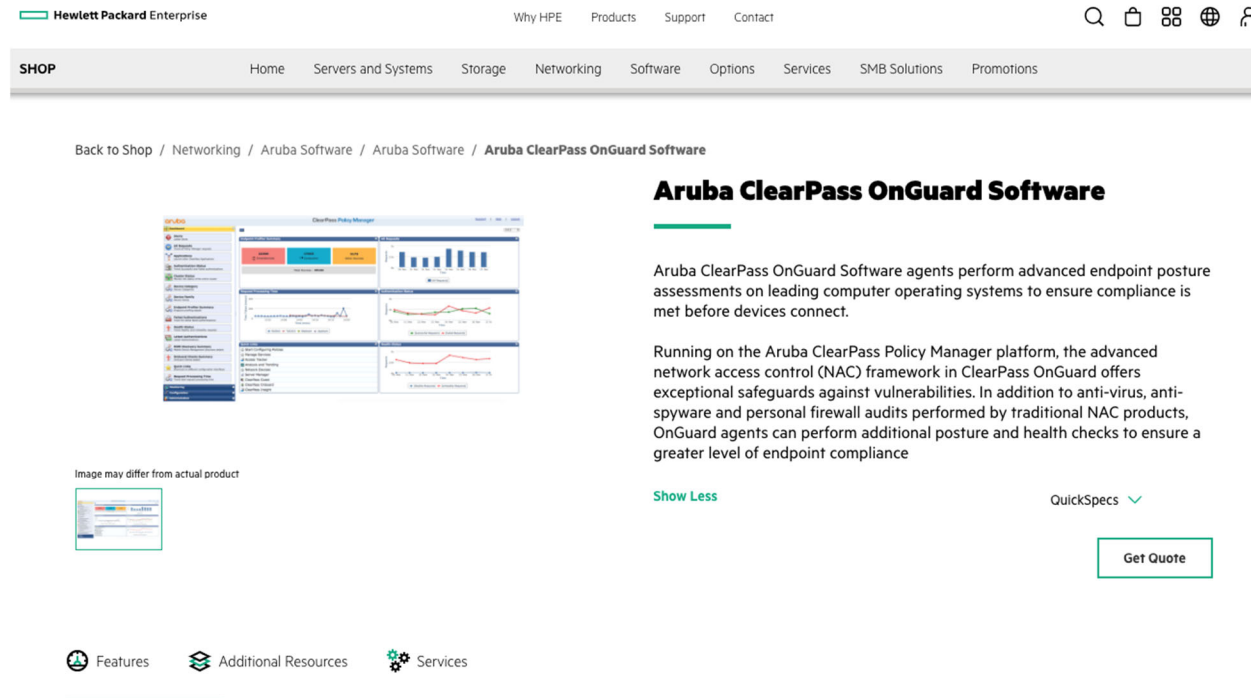 Hewlett Packard Enterprise
Why HPE Products Support Contact
SHOP Home Servers and Systems Storage Networking Software Options Services SMB Solutions Promotions
Back to Shop / Networking / Aruba Software / Aruba Software / Aruba ClearPass OnGuard Software
Aruba ClearPass OnGuard Software
aruba
ClearPass Policy Manager
Aruba ClearPass OnGuard Software agents perform advanced endpoint posture
assessments on leading computer operating systems to ensure compliance is
met before devices connect.
Running on the Aruba ClearPass Policy Manager platform, the advanced
network access control (NAC) framework in ClearPass OnGuard offers
exceptional safeguards against vulnerabilities. In addition to anti-virus, anti-
spyware and personal firewall audits performed by traditional NAC products,
OnGuard agents can perform additional posture and health checks to ensure a
greater level of endpoint compliance
Image may differ from actual product
Show Less
QuickSpecs
Get Quote
Features Additional Resources Services